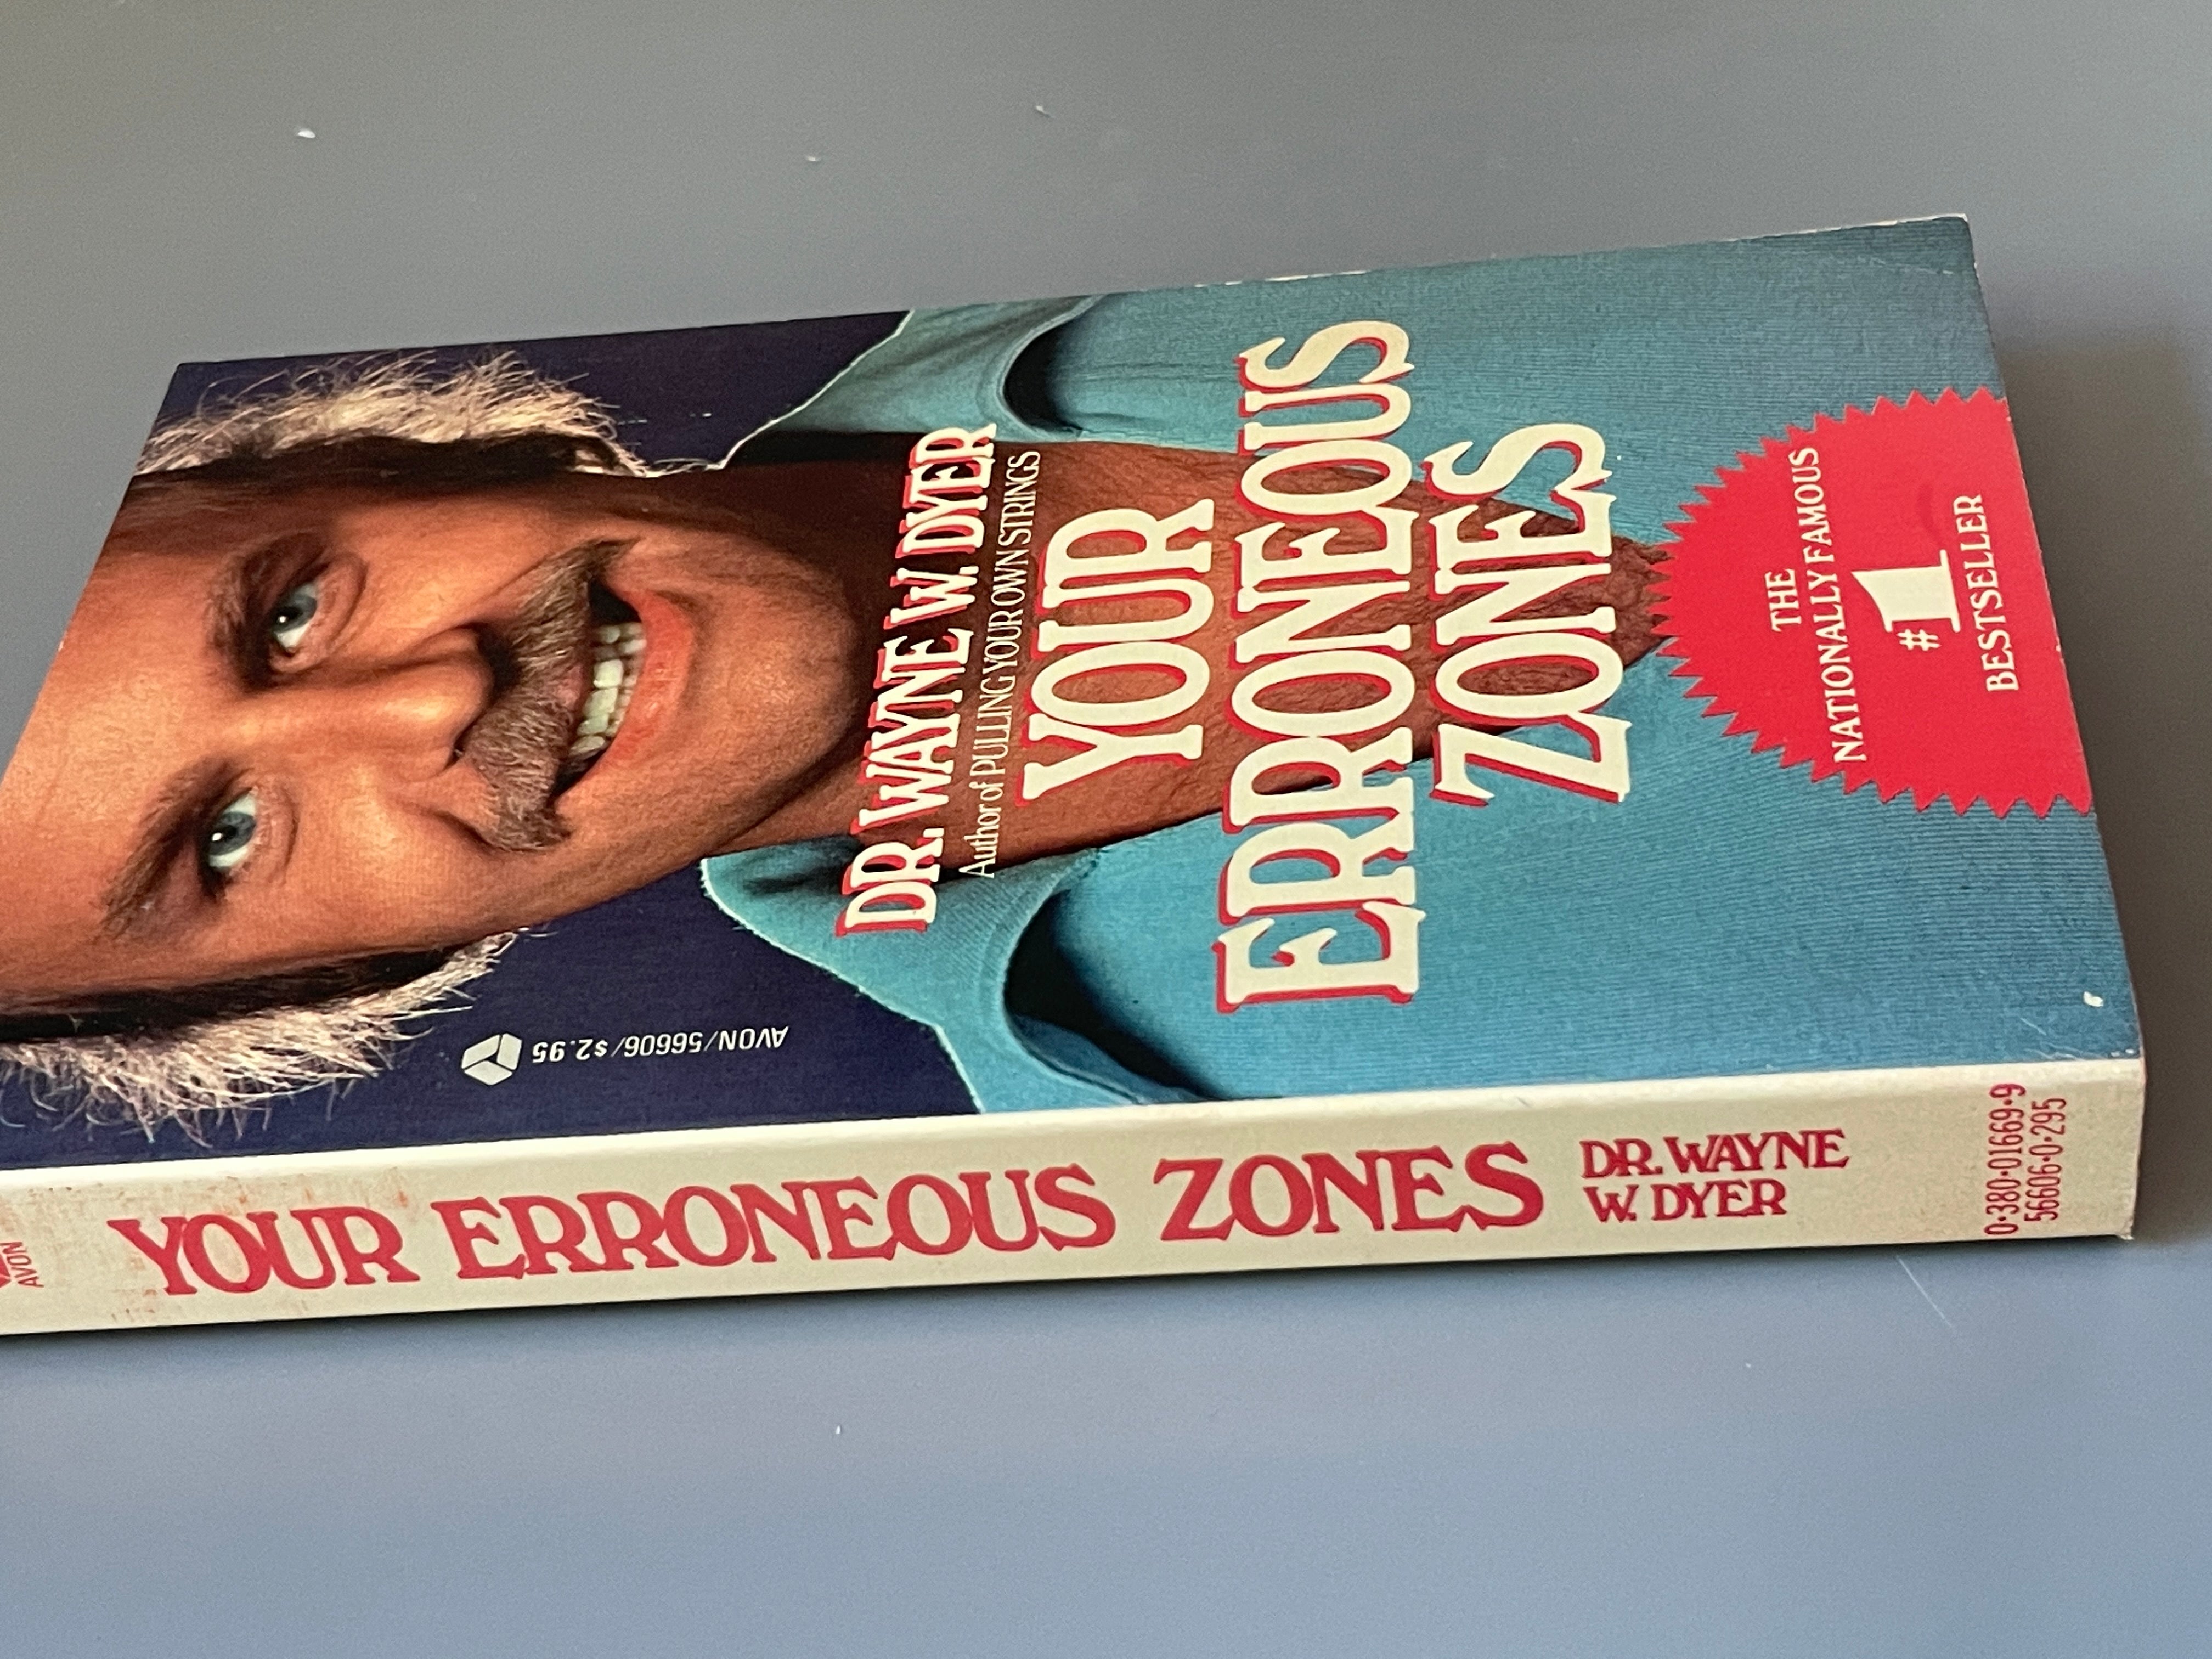 DR. WAYNE W. DYER
Author of PULLING YOUR OWN STRINGS
YOUR
ERRONEOUS
ZONES
THE
NATIONALLY FAMOUS
#1
BESTSELLER
AVON/56606/$2.95
AVON
YOUR ERRONEOUS ZONES
DR. WAYNE
W. DYER
0·380·01669·9
56606·0·295